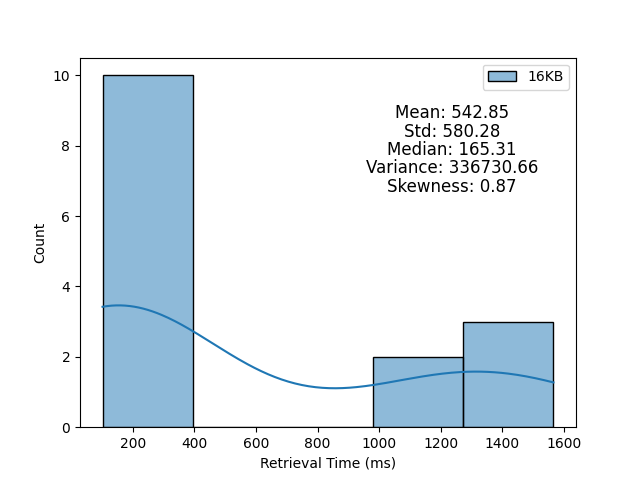 16KB
Mean: 542.85
Std: 580.28
Median: 165.31
Variance: 336730.66
Skewness: 0.87
Count
10
8
6
4
2
0
200 400 600 800 1000 1200 1400 1600
Retrieval Time (ms)